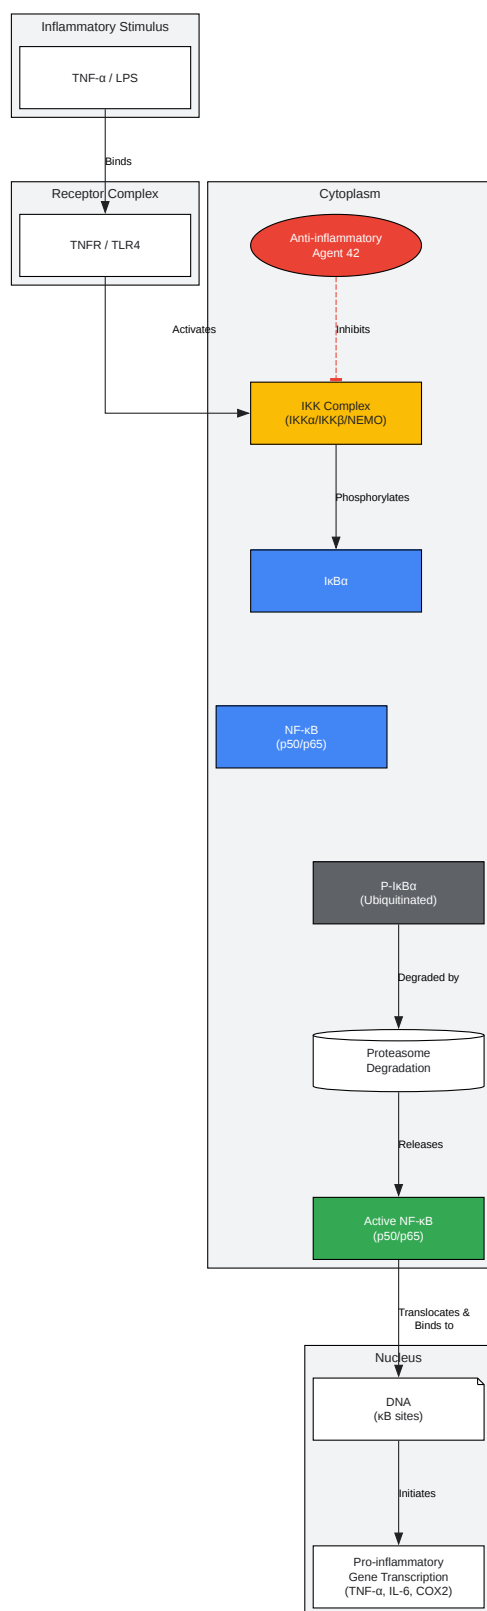 Inflammatory Stimulus
TNF-α / LPS
Binds
Receptor Complex
Cytoplasm
TNFR / TLR4
Anti-inflammatory
Agent 42
Activates
Inhibits
IKK Complex
(IKKα/IKKβ/NEMO)
Phosphorylates
IκBα
NF-κB
(p50/p65)
P-IκBα
(Ubiquitinated)
Degraded by
Proteasome
Degradation
Releases
Active NF-κB
(p50/p65)
Translocates &
Binds to
Nucleus
DNA
(κB sites)
Initiates
Pro-inflammatory
Gene Transcription
(TNF-α, IL-6, COX2)